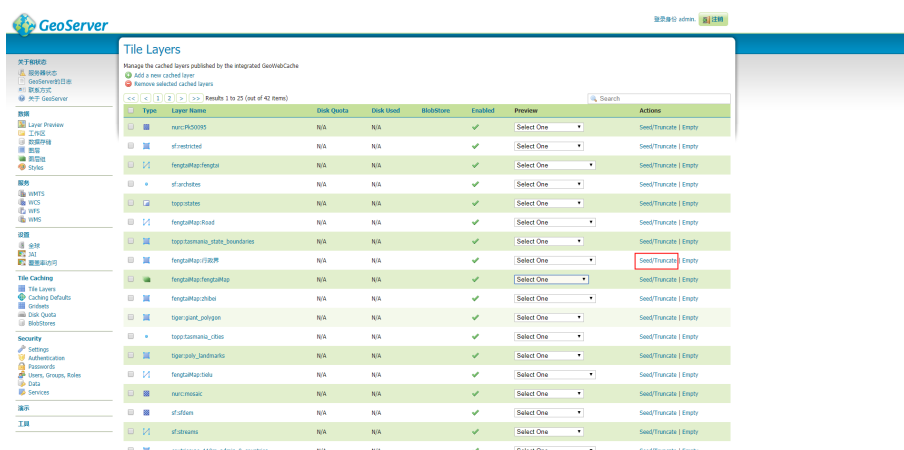 GeoServer
登录身份 admin. 注销
关于和状态
服务器状态
GeoServer的日志
联系方式
关于 GeoServer
数据
Layer Preview
工作区
数据存储
图层
图层组
Styles
服务
WMTS
WCS
WFS
WMS
设置
全球
JAI
覆盖率访问
Tile Caching
Tile Layers
Caching Defaults
Gridsets
Disk Quota
BlobStores
Security
Settings
Authentication
Passwords
Users, Groups, Roles
Data
Services
演示
工具
Tile Layers
Manage the cached layers published by the integrated GeoWebCache
Add a new cached layer
Remove selected cached layers
<< < 1 2 > >> Results 1 to 25 (out of 42 items) Search
Type Layer Name Disk Quota Disk Used BlobStore Enabled Preview Actions
nurc:Pk50095 N/A N/A Select One Seed/Truncate | Empty
sf:restricted N/A N/A Select One Seed/Truncate | Empty
fengtaiMap:fengtai N/A N/A Select One Seed/Truncate | Empty
sf:archsites N/A N/A Select One Seed/Truncate | Empty
topp:states N/A N/A Select One Seed/Truncate | Empty
fengtaiMap:Road N/A N/A Select One Seed/Truncate | Empty
topp:tasmania_state_boundaries N/A N/A Select One Seed/Truncate | Empty
fengtaiMap:行政界 N/A N/A Select One Seed/Truncate | Empty
fengtaiMap:fengtaiMap N/A N/A Select One Seed/Truncate | Empty
fengtaiMap:zhibei N/A N/A Select One Seed/Truncate | Empty
tiger:giant_polygon N/A N/A Select One Seed/Truncate | Empty
topp:tasmania_cities N/A N/A Select One Seed/Truncate | Empty
tiger:poly_landmarks N/A N/A Select One Seed/Truncate | Empty
fengtaiMap:tielu N/A N/A Select One Seed/Truncate | Empty
nurc:mosaic N/A N/A Select One Seed/Truncate | Empty
sf:sfdem N/A N/A Select One Seed/Truncate | Empty
sf:streams N/A N/A Select One Seed/Truncate | Empty